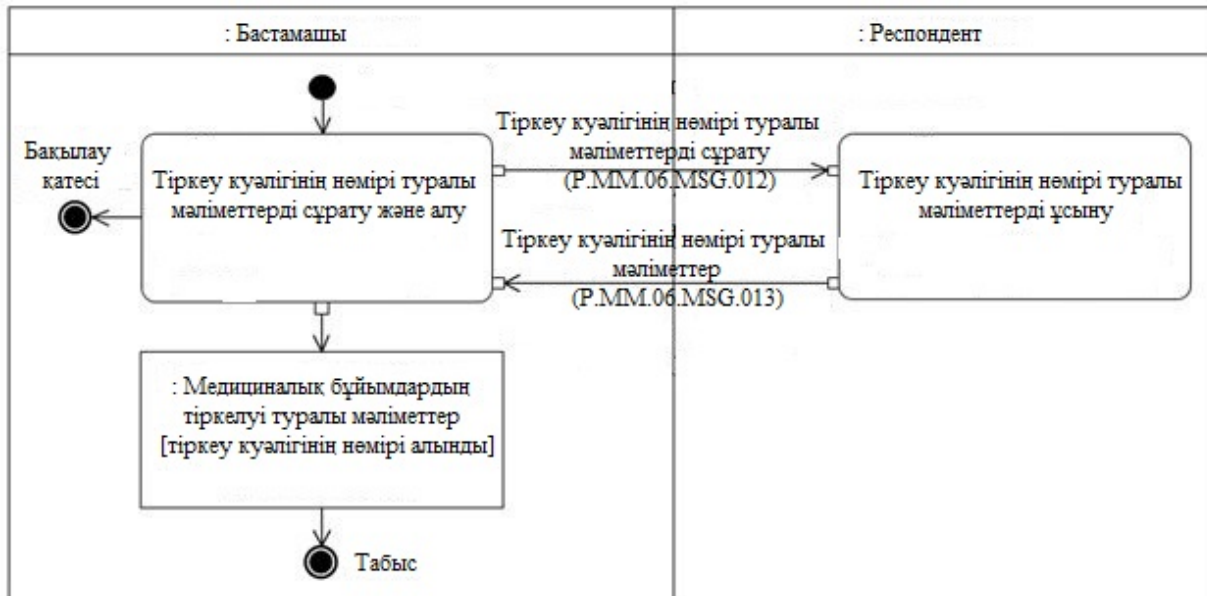 : Бастамашы
: Респондент
Бақылау
қатесі
Тіркеу куәлігінің нөмірі туралы
мәліметтерді сұрату және алу
Тіркеу куәлігінің нөмірі туралы
мәліметтерді сұрату
(P.MM.06.MSG.012)
Тіркеу куәлігінің нөмірі туралы
мәліметтерді ұсыну
Тіркеу куәлігінің нөмірі туралы
мәліметтер
(P.MM.06.MSG.013)
: Медициналық бұйымдардың
тіркелуі туралы мәліметтер
[тіркеу куәлігінің нөмірі алынды]
Табыс